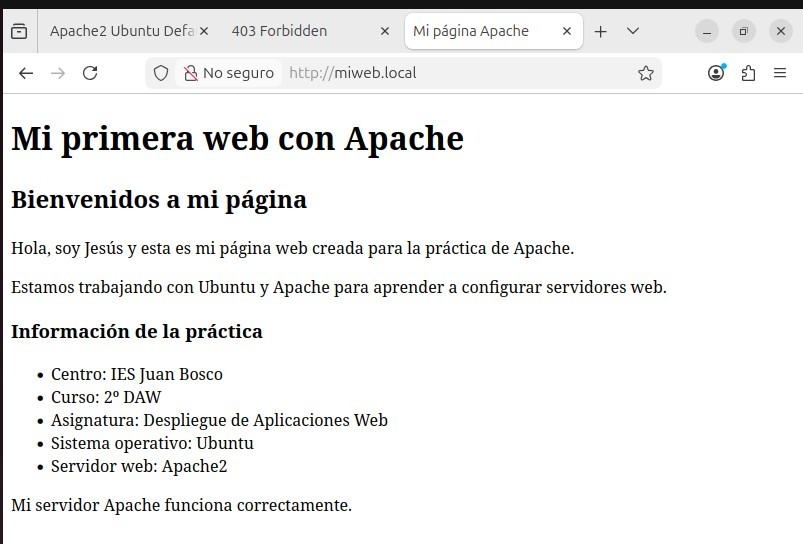 Apache2 Ubuntu Defa
403 Forbidden
Mi página Apache
No seguro
http://miweb.local
Mi primera web con Apache
Bienvenidos a mi página
Hola, soy Jesús y esta es mi página web creada para la práctica de Apache.
Estamos trabajando con Ubuntu y Apache para aprender a configurar servidores web.
Información de la práctica
Centro: IES Juan Bosco
Curso: 2º DAW
Asignatura: Despliegue de Aplicaciones Web
Sistema operativo: Ubuntu
Servidor web: Apache2
Mi servidor Apache funciona correctamente.